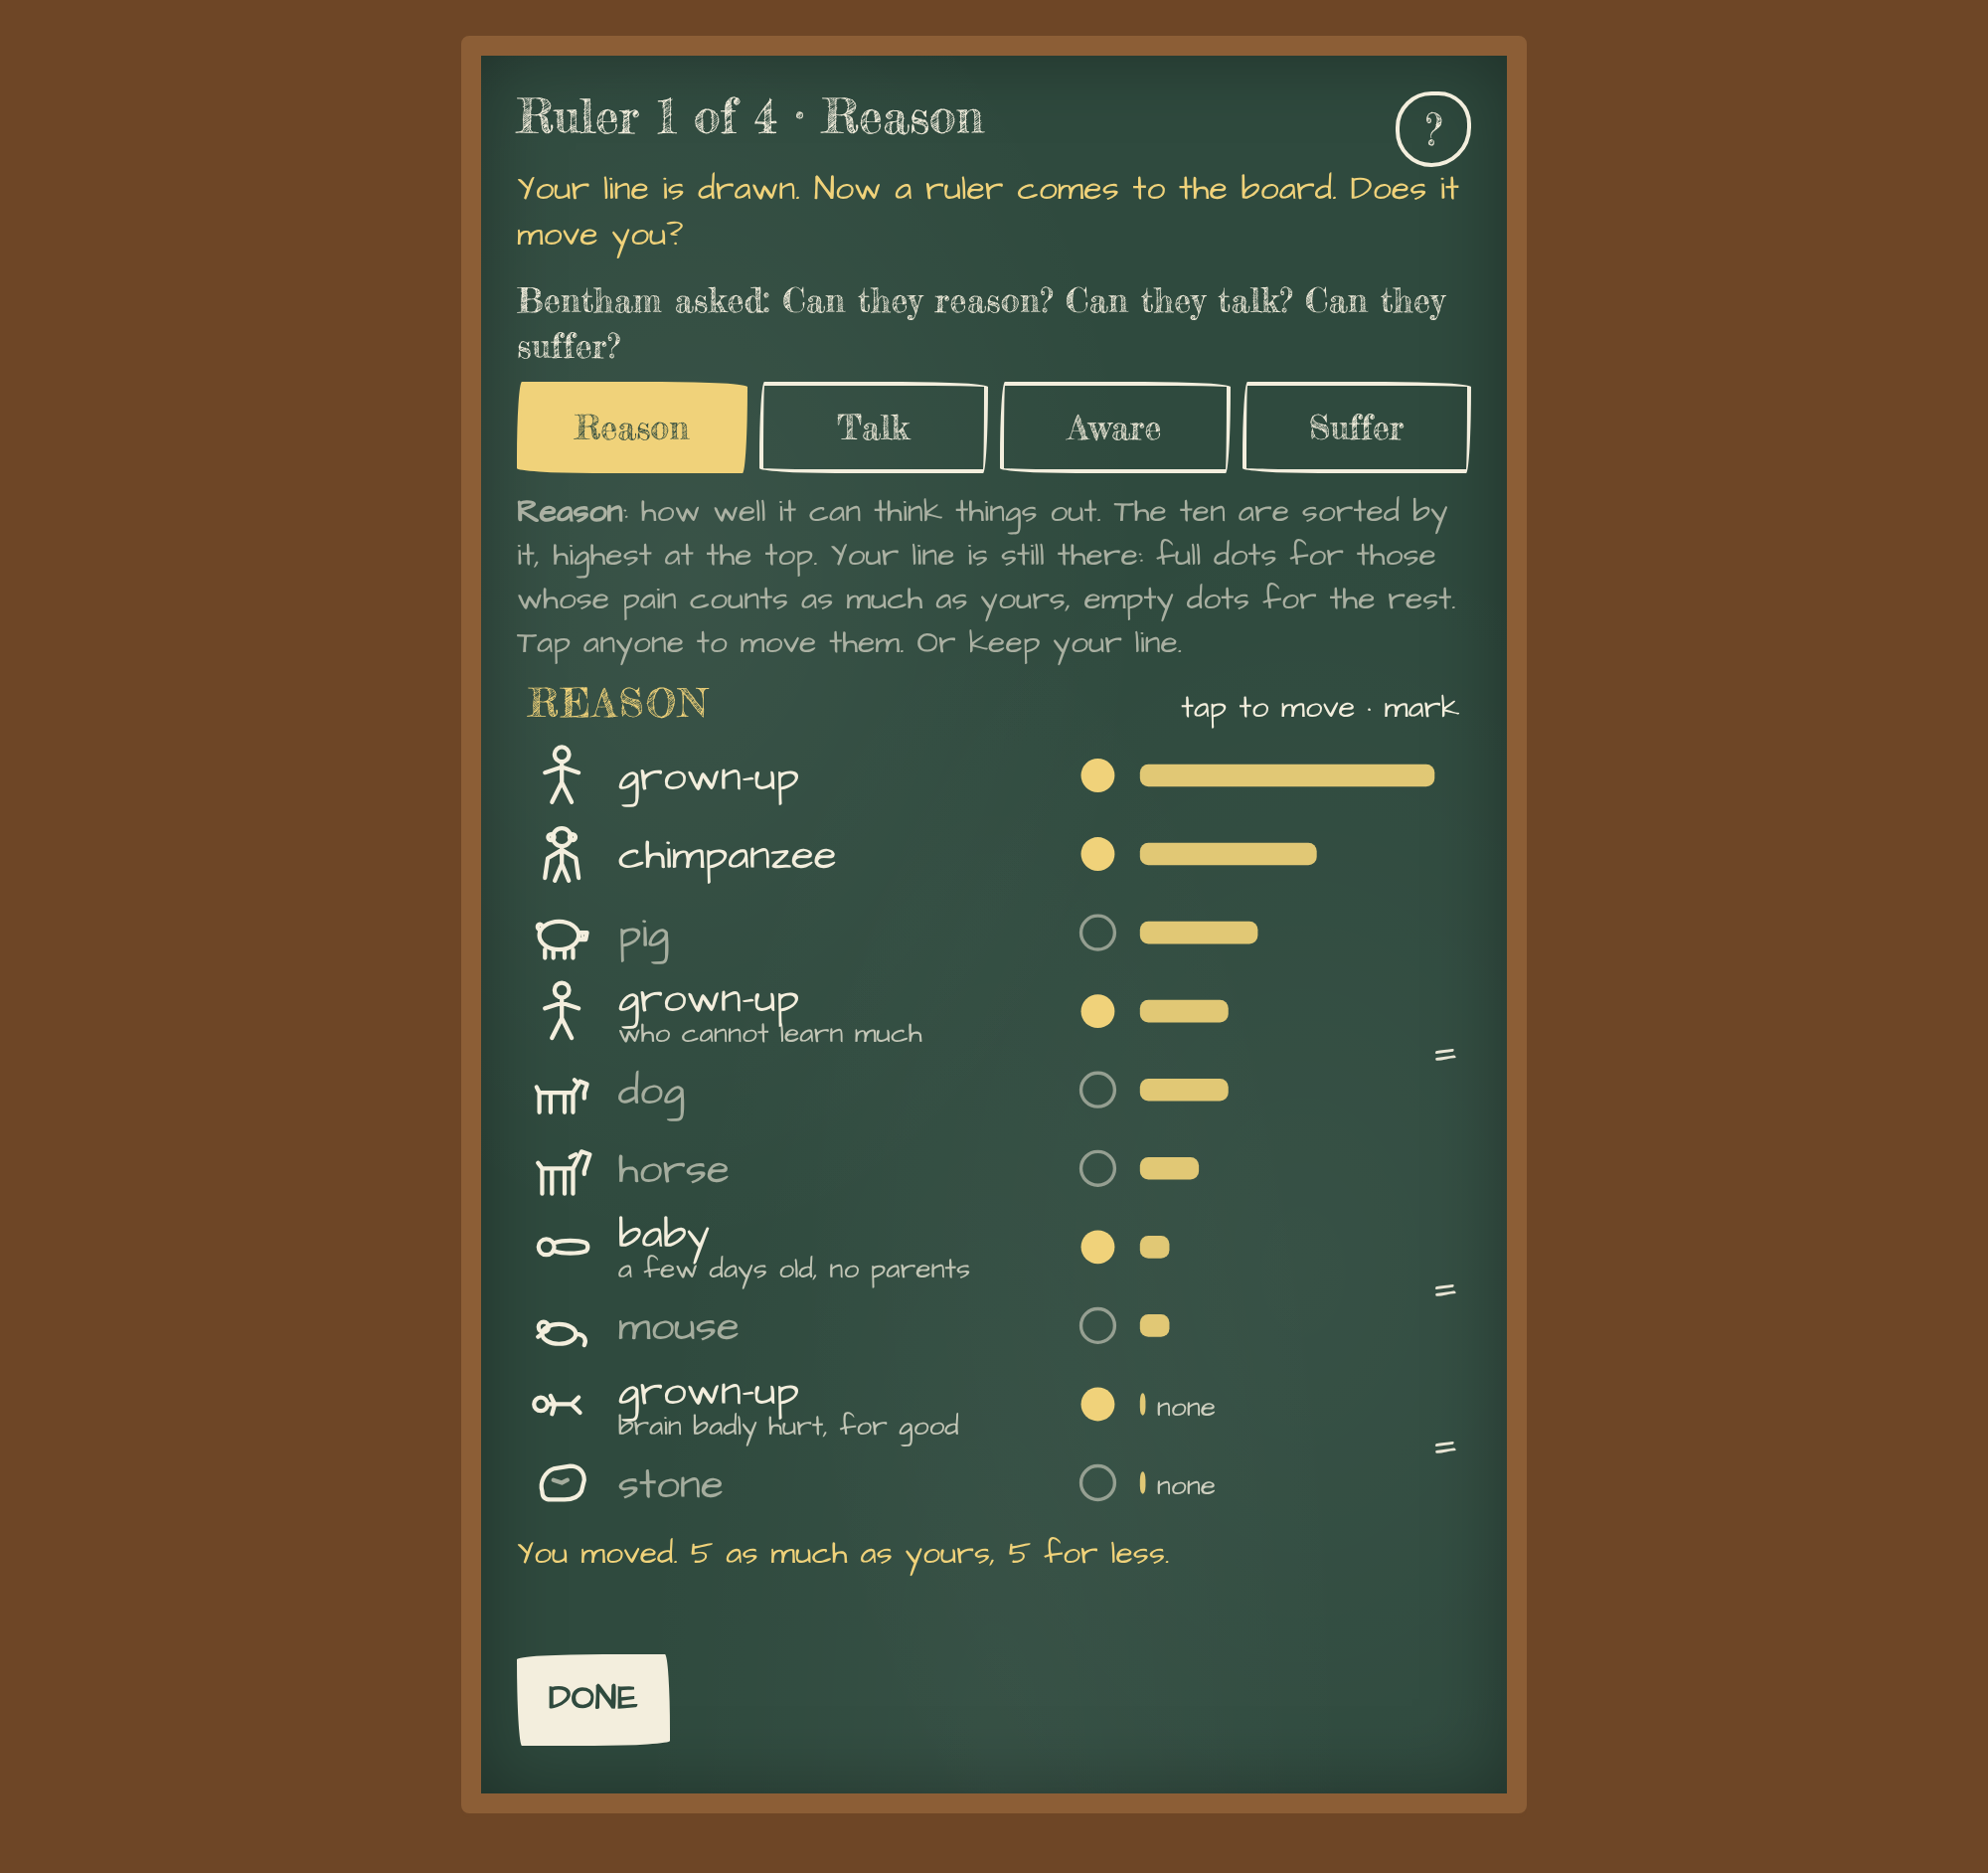 Ruler 1 of 4 · Reason
?
Your line is drawn. Now a ruler comes to the board. Does it
move you?
Bentham asked: Can they reason? Can they talk? Can they
suffer?
Reason
Talk
Aware
Suffer
Reason: how well it can think things out. The ten are sorted by
it, highest at the top. Your line is still there: full dots for those
whose pain counts as much as yours, empty dots for the rest.
Tap anyone to move them. Or keep your line.
REASON
tap to move · mark
grown-up
chimpanzee
pig
grown-up
who cannot learn much
=
dog
horse
baby
a few days old, no parents
=
mouse
grown-up
brain badly hurt, for good
none
=
stone
none
You moved. 5 as much as yours, 5 for less.
DONE